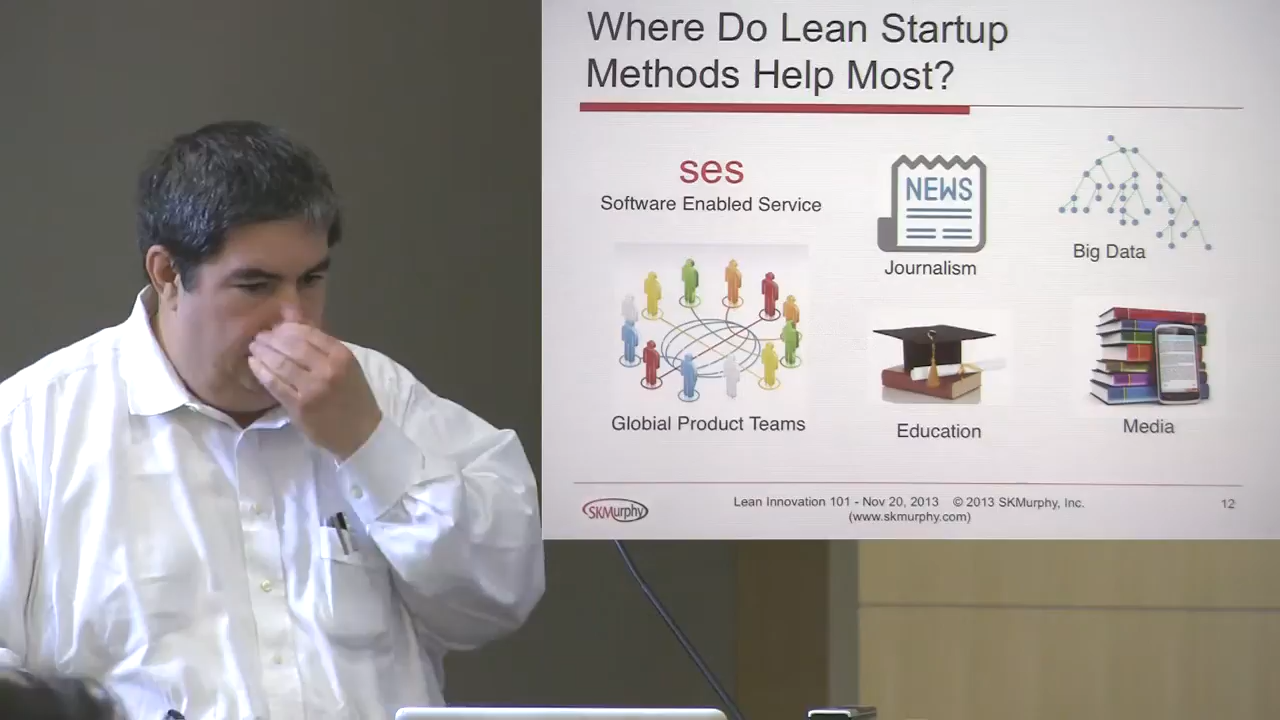 Where Do Lean Startup
Methods Help Most?
ses
Software Enabled Service
NEWS
Journalism
Big Data
Globial Product Teams
Education
Media
SKMurphy
Lean Innovation 101 - Nov 20, 2013 © 2013 SKMurphy, Inc.
(www.skmurphy.com)
12